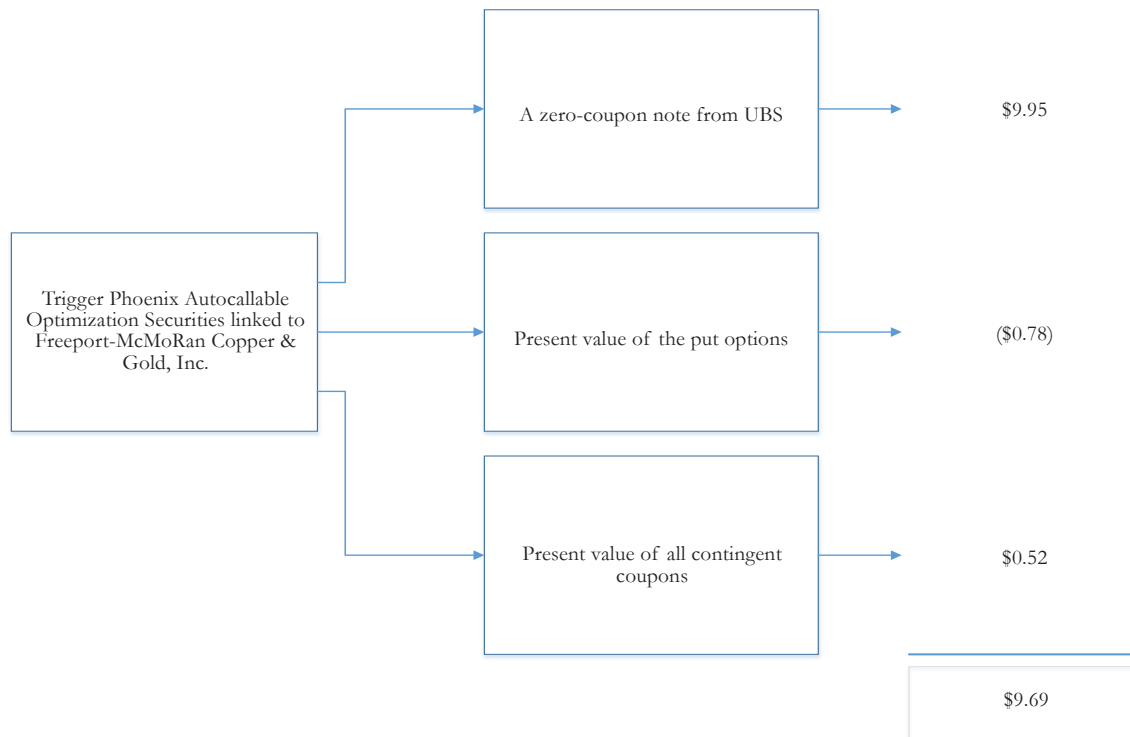 A zero-coupon note from UBS
$9.95
Trigger Phoenix Autocallable
Optimization Securities linked to
Freeport-McMoRan Copper &
Gold, Inc.
Present value of the put options
($0.78)
Present value of all contingent
coupons
$0.52
$9.69